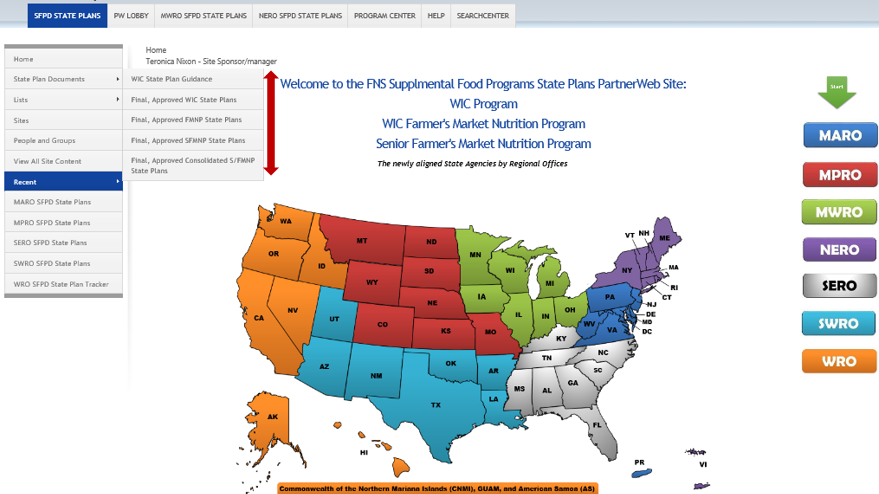 SFPD STATE PLANS PW LOBBY MWRO SFPD STATE PLANS NERO SFPD STATE PLANS PROGRAM CENTER HELP SEARCHCENTER
Home
Teronica Nixon - Site Sponsor/manager
Home
State Plan Documents
Lists
Sites
People and Groups
View All Site Content
Recent
MARO SFPD State Plans
MPRO SFPD State Plans
SERO SFPD State Plans
SWRO SFPD State Plans
WRO SFPD State Plan Tracker
WIC State Plan Guidance
Final, Approved WIC State Plans
Final, Approved FMNP State Plans
Final, Approved SFMNP State Plans
Final, Approved Consolidated S/FMNP
State Plans
Welcome to the FNS Supplmental Food Programs State Plans PartnerWeb Site:
WIC Program
WIC Farmer's Market Nutrition Program
Senior Farmer's Market Nutrition Program
The newly aligned State Agencies by Regional Offices
Start
MARO
MPRO
MWRO
NERO
SERO
SWRO
WRO
WA
OR
ID
CA
NV
MT
ND
WY
SD
NE
CO
KS
MO
MN
WI
MI
IA
IL
IN
OH
VT
NH
ME
NY
MA
RI
CT
PA
NJ
DE
MD
DC
WV
VA
KY
TN
NC
SC
MS
AL
GA
FL
UT
AZ
NM
OK
AR
TX
LA
AK
HI
PR
VI
Commonwealth of the Northern Mariana Islands (CNMI), GUAM, and American Samoa (AS)